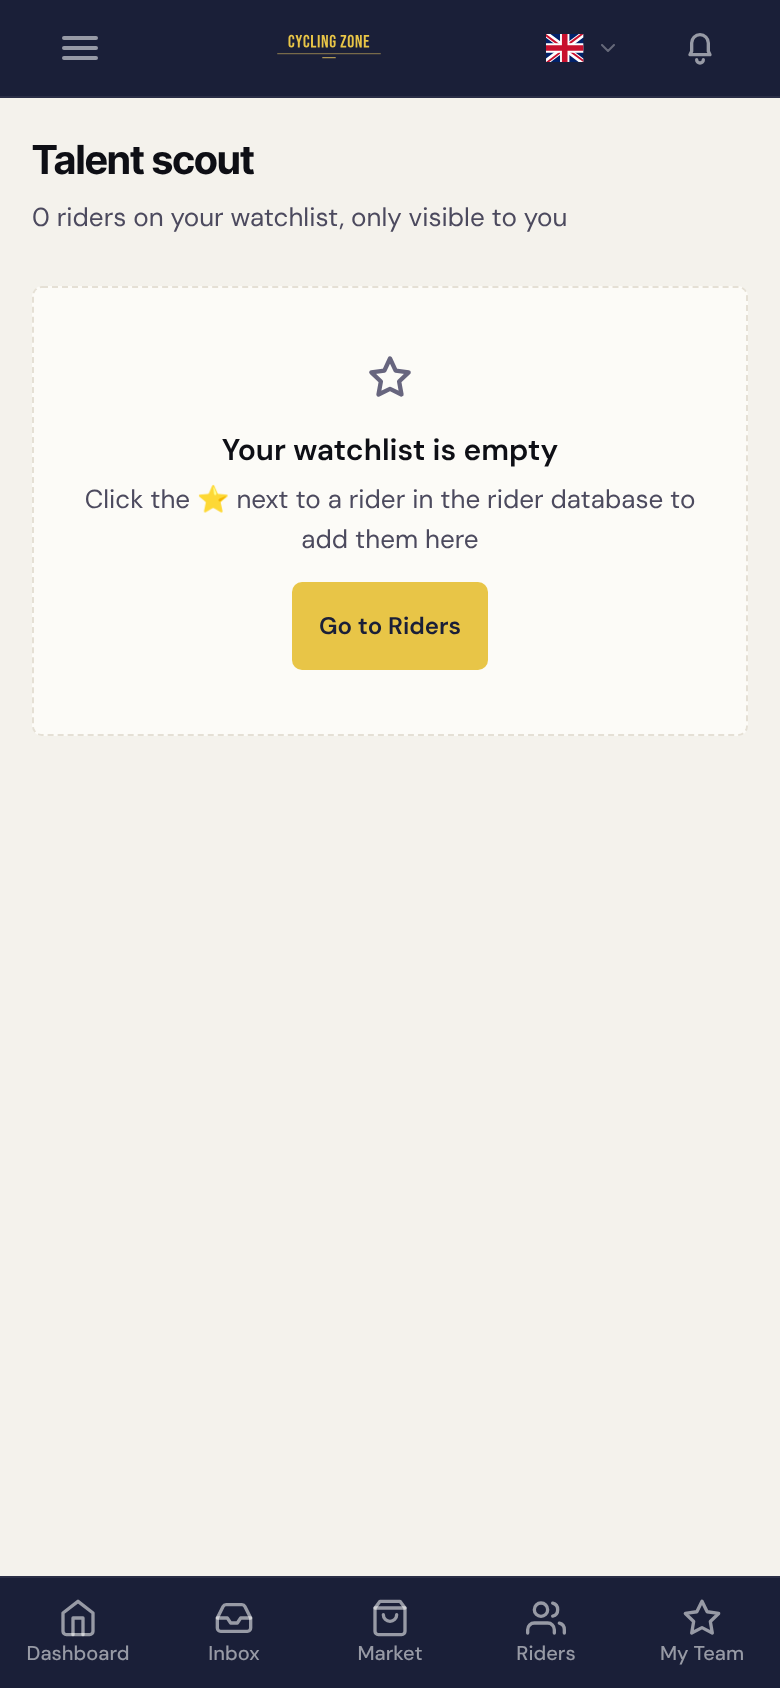 CYCLING ZONE
Talent scout
0 riders on your watchlist, only visible to you
Your watchlist is empty
Click the ⭐ next to a rider in the rider database to
add them here
Go to Riders
Dashboard
Inbox
Market
Riders
My Team